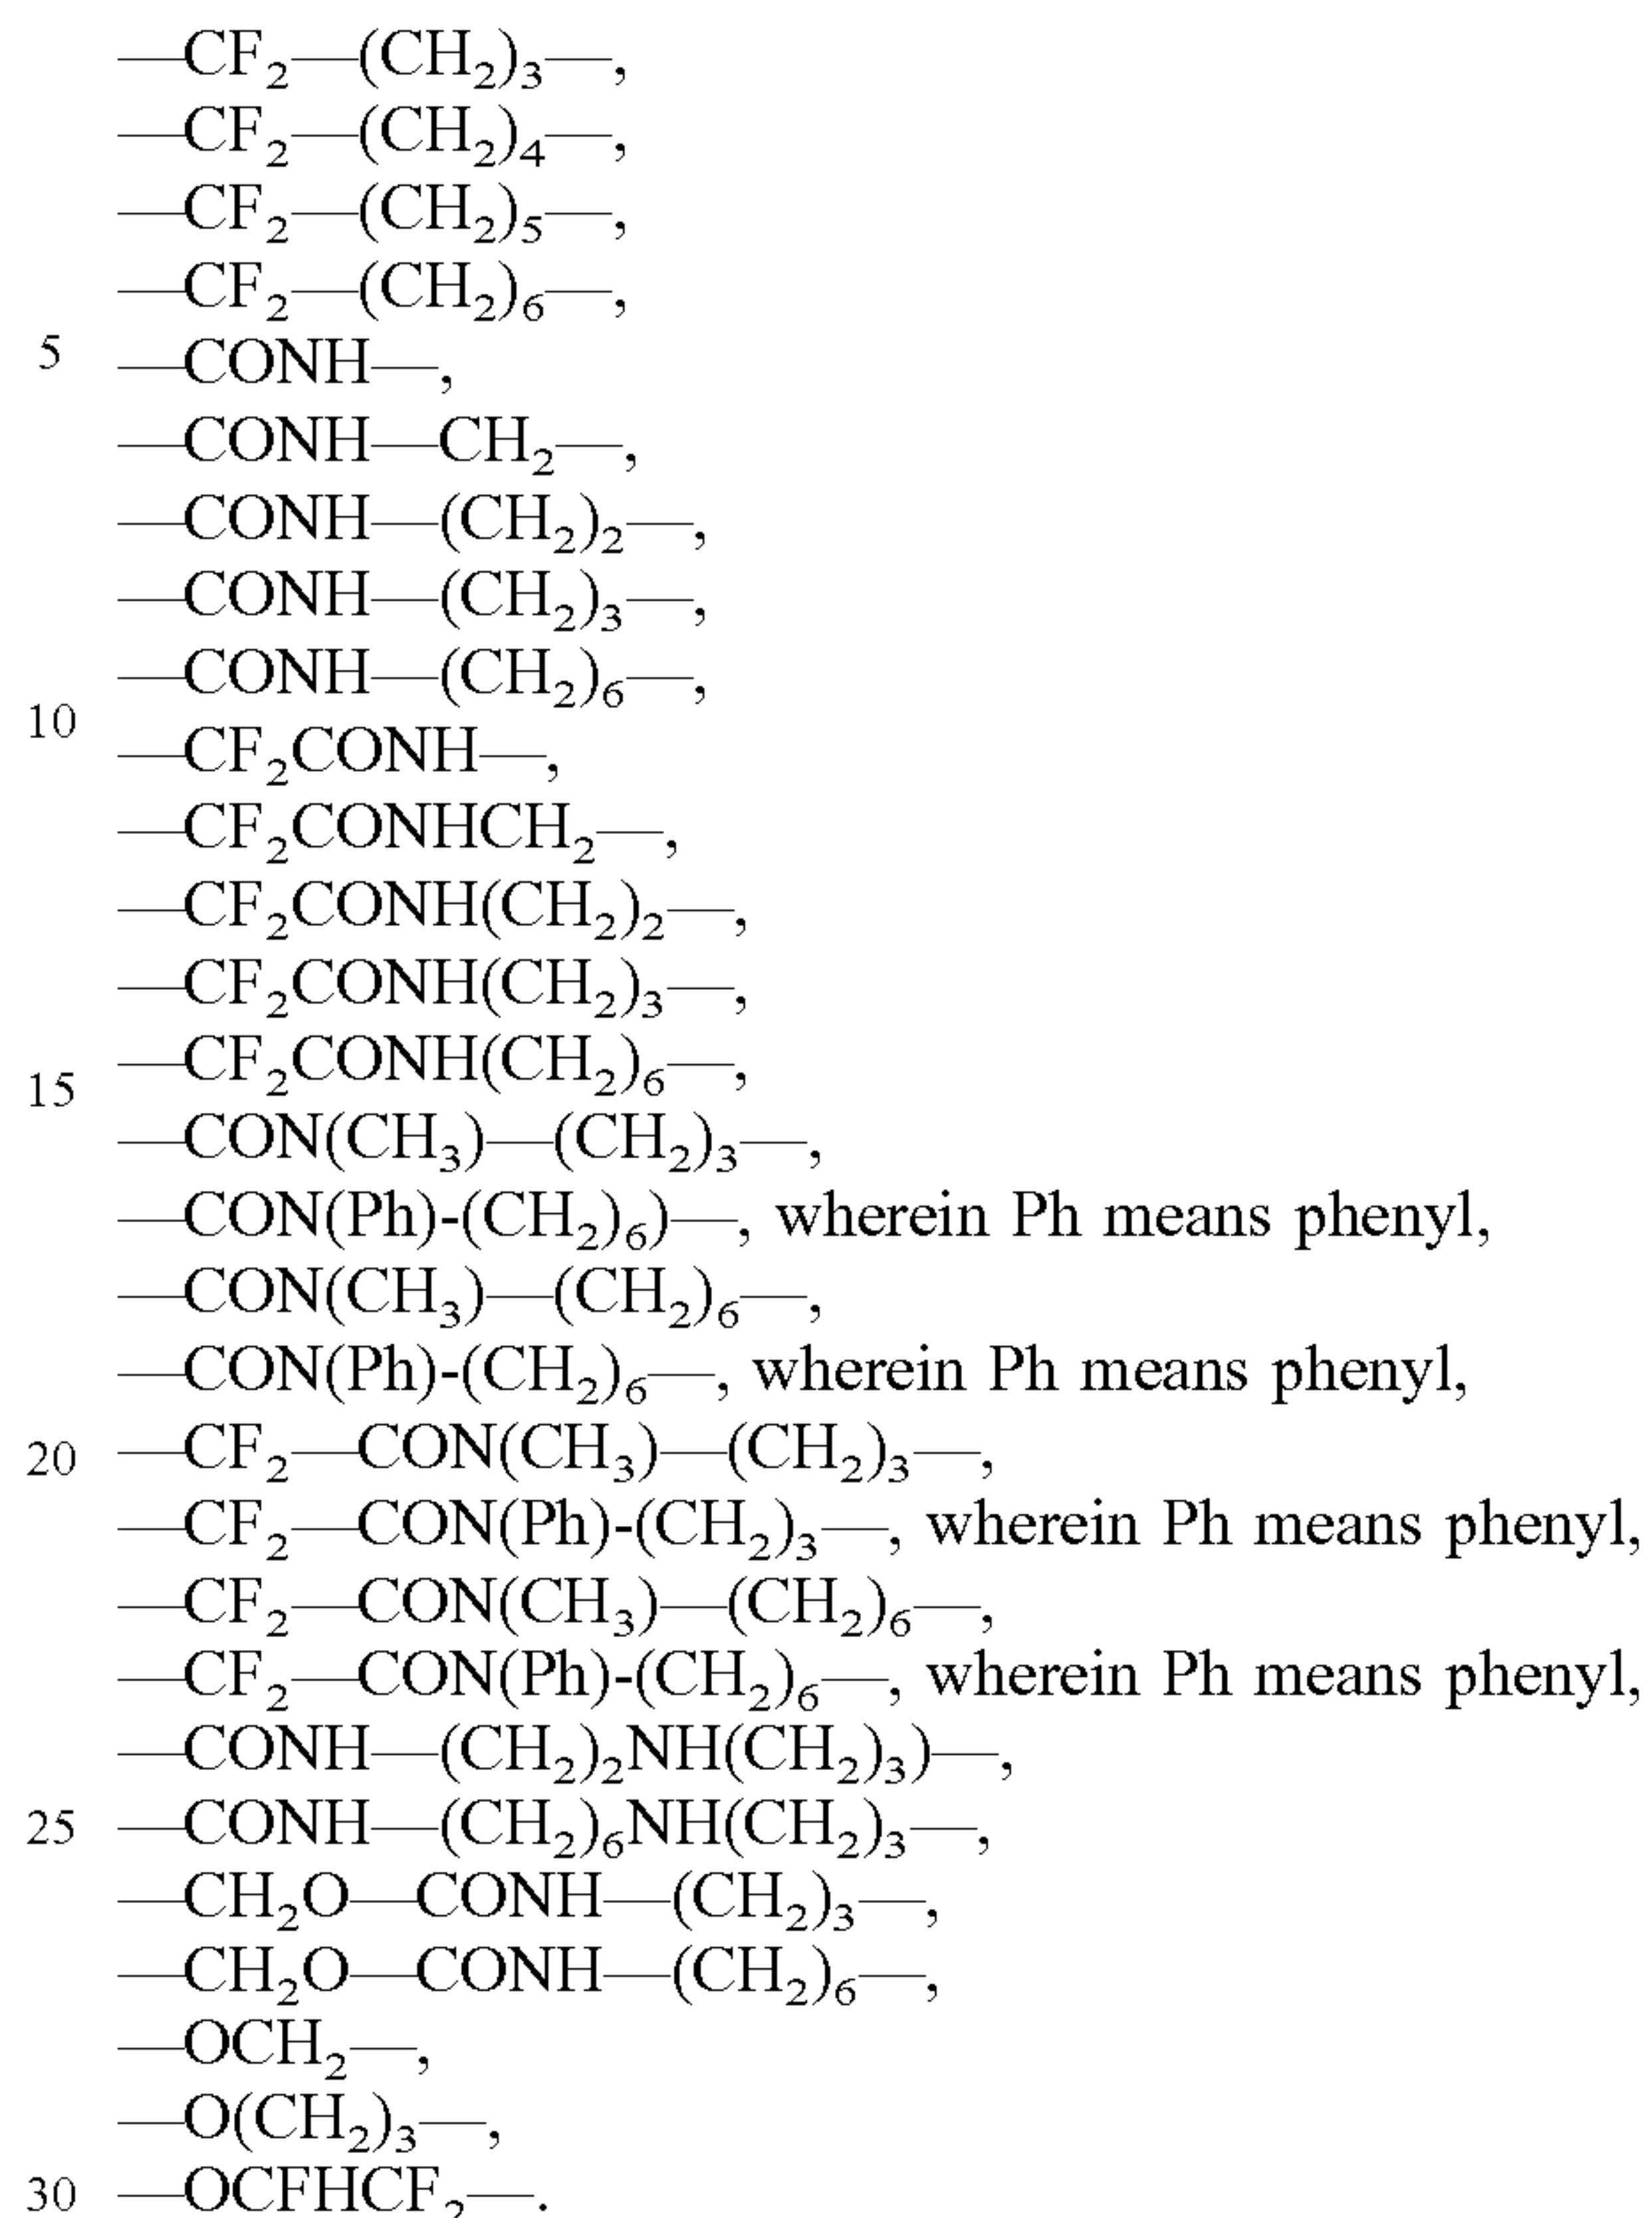 —CF₂—(CH₂)₃—,
—CF₂—(CH₂)₄—,
—CF₂—(CH₂)₅—,
—CF₂—(CH₂)₆—,
5 —CONH—,
—CONH—CH₂—,
—CONH—(CH₂)₂—,
—CONH—(CH₂)₃—,
—CONH—(CH₂)₆—,
10 —CF₂CONH—,
—CF₂CONHCH₂—,
—CF₂CONH(CH₂)₂—,
—CF₂CONH(CH₂)₃—,
—CF₂CONH(CH₂)₆—,
15 —CON(CH₃)—(CH₂)₃—,
—CON(Ph)-(CH₂)₆)—, wherein Ph means phenyl,
—CON(CH₃)—(CH₂)₆—,
—CON(Ph)-(CH₂)₆—, wherein Ph means phenyl,
20 —CF₂—CON(CH₃)—(CH₂)₃—,
—CF₂—CON(Ph)-(CH₂)₃—, wherein Ph means phenyl,
—CF₂—CON(CH₃)—(CH₂)₆—,
—CF₂—CON(Ph)-(CH₂)₆—, wherein Ph means phenyl,
—CONH—(CH₂)₂NH(CH₂)₃)—,
25 —CONH—(CH₂)₆NH(CH₂)₃—,
—CH₂O—CONH—(CH₂)₃—,
—CH₂O—CONH—(CH₂)₆—,
—OCH₂—,
—O(CH₂)₃—,
30 —OCFHCF₂—.